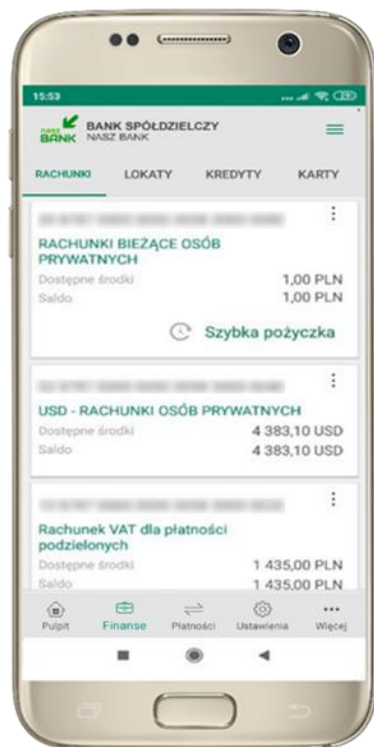 15:53
NASZ BANK
BANK SPÓŁDZIELCZY
NASZ BANK
RACHUNKI LOKATY KREDYTY KARTY
RACHUNKI BIEŻĄCE OSÓB
PRYWATNYCH
Dostępne środki 1,00 PLN
Saldo 1,00 PLN
Szybka pożyczka
USD - RACHUNKI OSÓB PRYWATNYCH
Dostępne środki 4 383,10 USD
Saldo 4 383,10 USD
Rachunek VAT dla płatności
podzielonych
Dostępne środki 1 435,00 PLN
Saldo 1 435,00 PLN
Pulpit Finanse Płatności Ustawienia Więcej